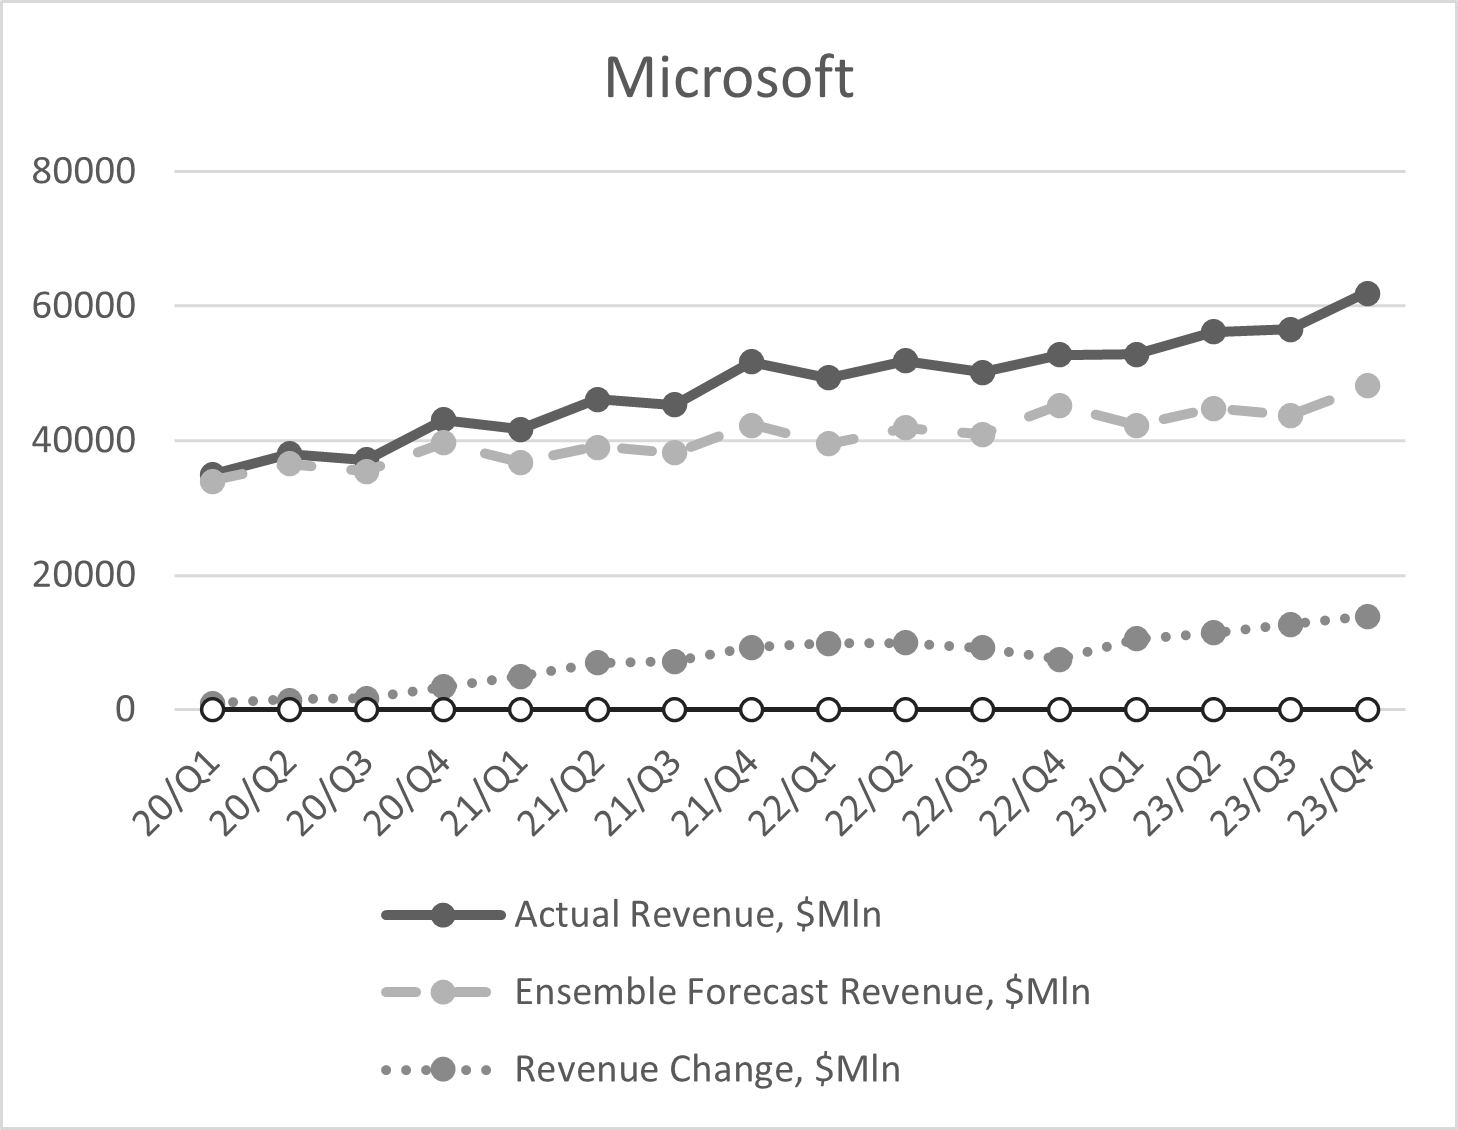 Microsoft
80000
60000
40000
20000
0
20/Q1
20/Q2
20/Q3
20/Q4
21/Q1
21/Q2
21/Q3
21/Q4
22/Q1
22/Q2
22/Q3
22/Q4
23/Q1
23/Q2
23/Q3
23/Q4
Actual Revenue, $Mln
Ensemble Forecast Revenue, $Mln
Revenue Change, $Mln